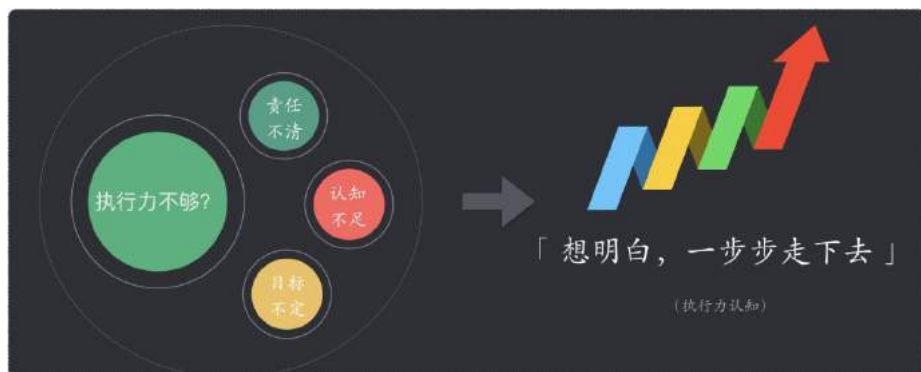 执行力不够?
责任
不清
认知
不足
目标
不定
「 想明白，一步步走下去 」
（执行力认知）